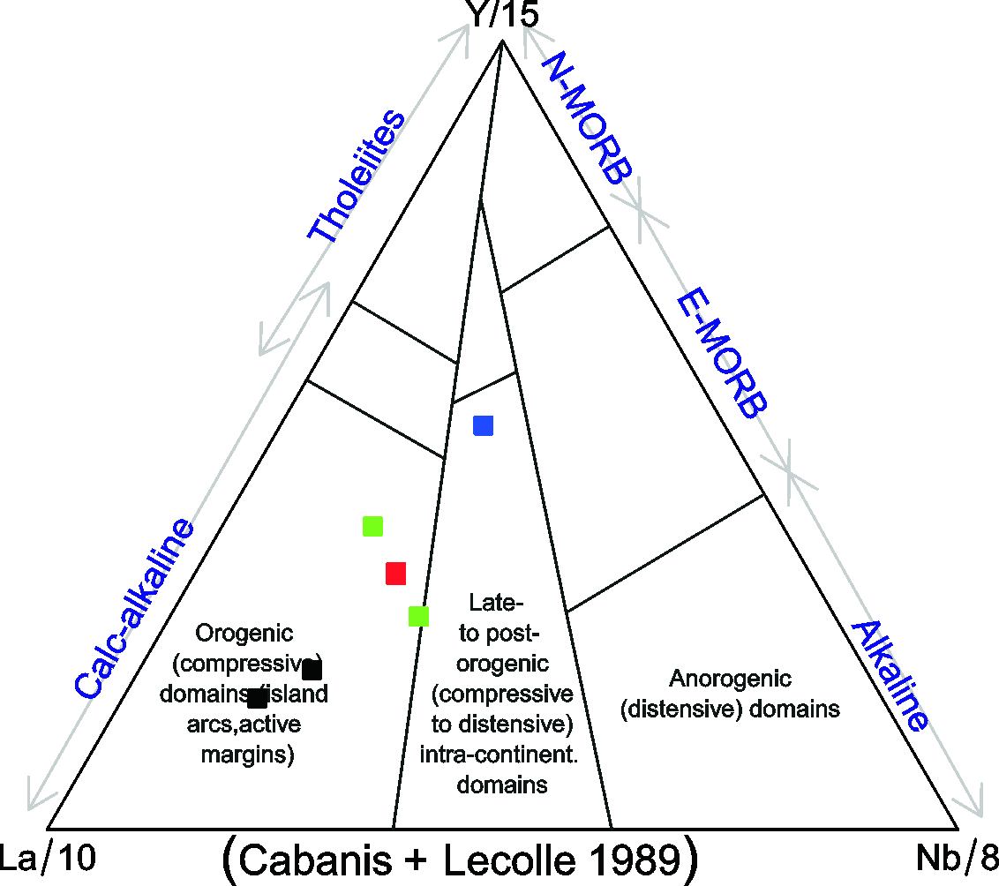 Y/15
N-MORB
Tholeiites
E-MORB
Calc-alkaline
Alkaline
Orogenic
(compressive)
domains (island
arcs,active
margins)
Late-
to post-
orogenic
(compressive
to distensive)
intra-continent.
domains
Anorogenic
(distensive) domains
La/10
(Cabanis + Lecolle 1989)
Nb/8